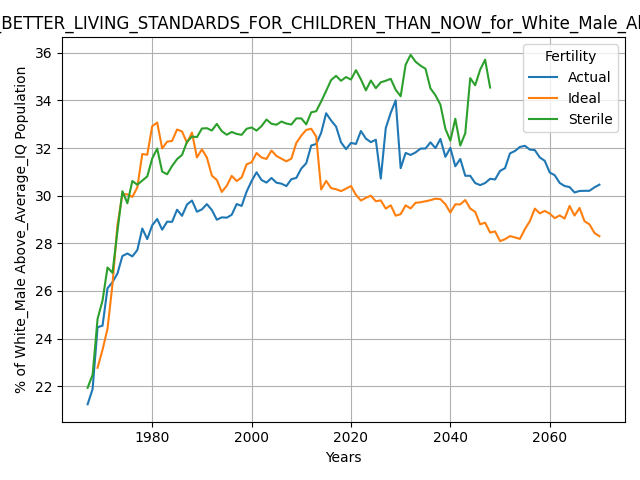 _BETTER_LIVING_STANDARDS_FOR_CHILDREN_THAN_NOW_for_White_Male_Ab
Fertility
Actual
Ideal
Sterile
% of White_Male Above_Average_IQ Population
36
34
32
30
28
26
24
22
1980
2000
2020
2040
2060
Years